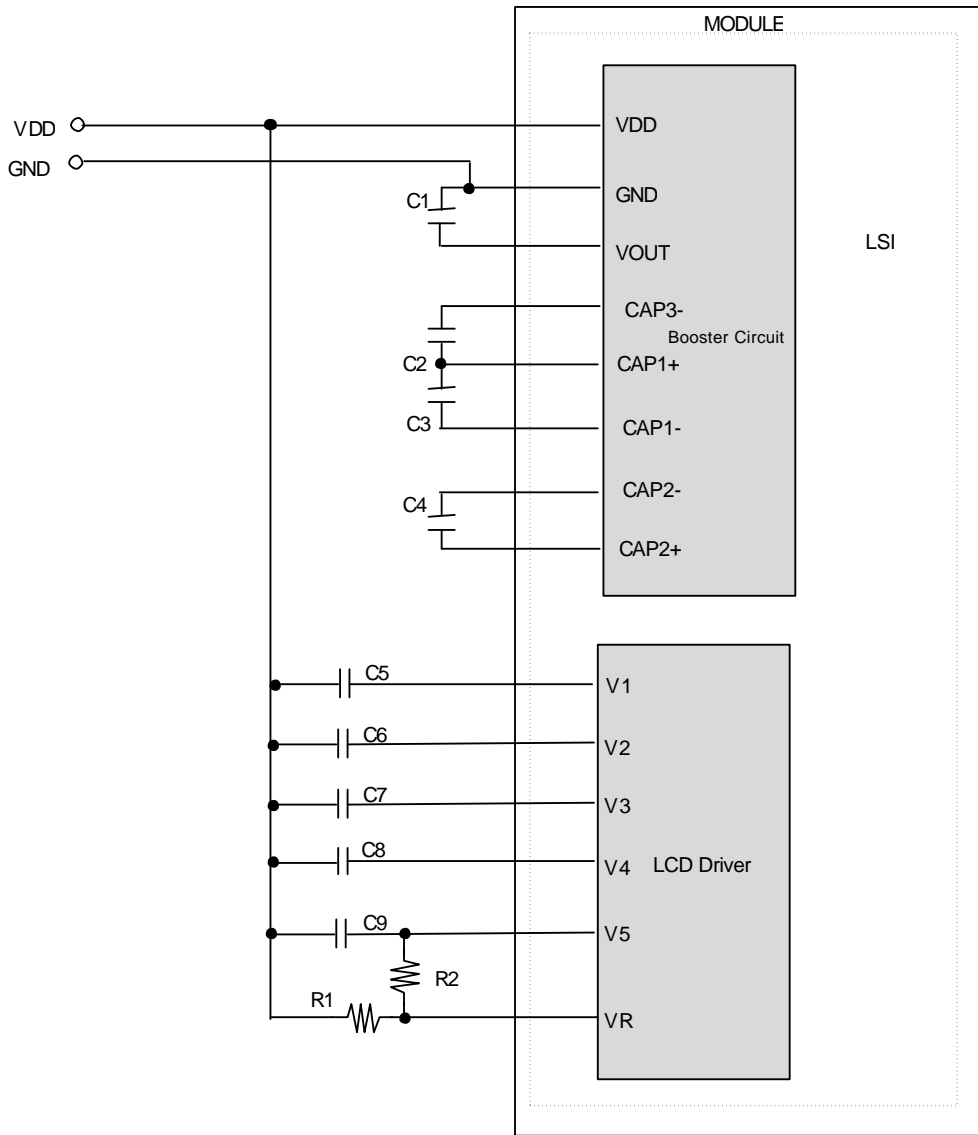 MODULE
VDD
VDD
GND
C1
GND
LSI
VOUT
CAP3-
Booster Circuit
C2
CAP1+
C3
CAP1-
CAP2-
C4
CAP2+
C5
V1
C6
V2
C7
V3
C8
V4
LCD Driver
C9
V5
R2
R1
VR